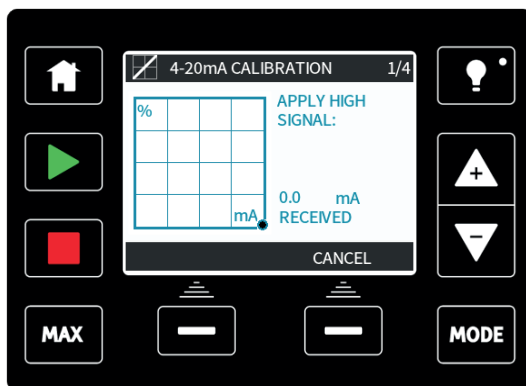 4-20mA CALIBRATION 1/4
%
APPLY HIGH
SIGNAL:
0.0 mA
mA RECEIVED
CANCEL
MAX
MODE